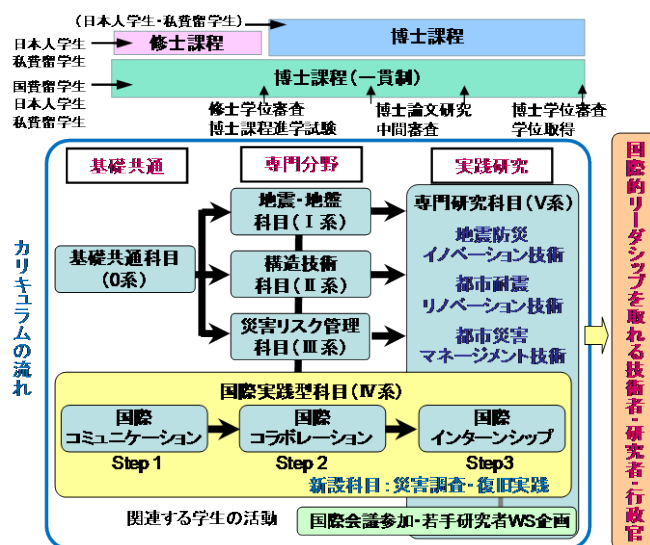 (日本人学生・私費留学生)
日本人学生
私費留学生
修士課程
博士課程
国費留学生
日本人学生
私費留学生
博士課程(一貫制)
修士学位審査
博士課程進学試験
博士論文研究
中間審査
博士学位審査
学位取得
カリキュラムの流れ
基礎共通
専門分野
実践研究
基礎共通科目
(0系)
地震・地盤
科目(Ⅰ系)
構造技術
科目(Ⅱ系)
災害リスク管理
科目(Ⅲ系)
専門研究科目(Ⅴ系)
地震防災
イノベーション技術
都市耐震
リノベーション技術
都市災害
マネージメント技術
国際実践型科目(Ⅳ系)
国際
コミュニケーション
Step 1
国際
コラボレーション
Step 2
国際
インターンシップ
Step3
新設科目:災害調査・復旧実践
関連する学生の活動
国際会議参加・若手研究者WS企画
国際的リーダシップを取れる技術者・研究者・行政官